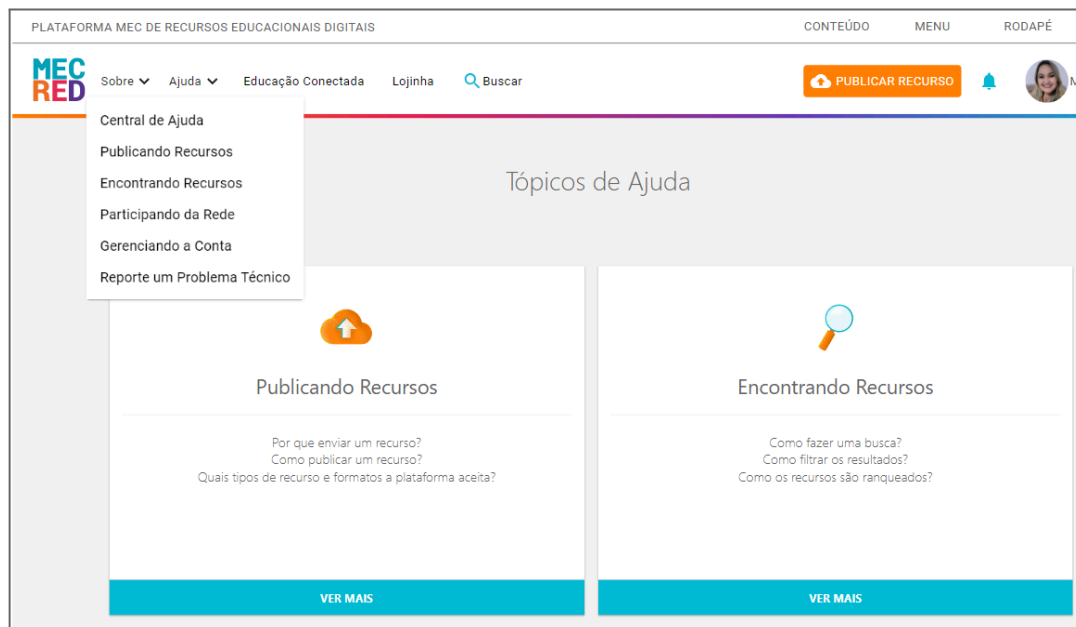 PLATAFORMA MEC DE RECURSOS EDUCACIONAIS DIGITAIS
CONTEÚDO MENU RODAPÉ
MEC
RED
Sobre Ajuda Educação Conectada Lojinha Buscar
PUBLICAR RECURSO
M
Central de Ajuda
Publicando Recursos
Encontrando Recursos
Participando da Rede
Gerenciando a Conta
Reporte um Problema Técnico
Tópicos de Ajuda
Publicando Recursos
Por que enviar um recurso?
Como publicar um recurso?
Quais tipos de recurso e formatos a plataforma aceita?
VER MAIS
Encontrando Recursos
Como fazer uma busca?
Como filtrar os resultados?
Como os recursos são ranqueados?
VER MAIS